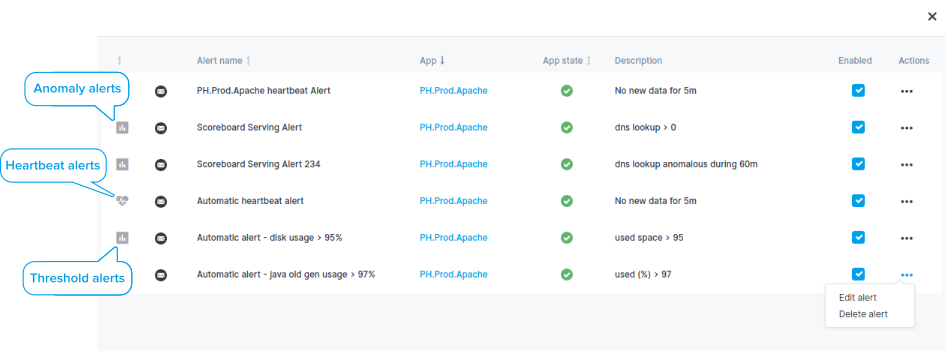 Alert name App App state Description Enabled Actions
Anomaly alerts
PH.Prod.Apache heartbeat Alert PH.Prod.Apache No new data for 5m
Scoreboard Serving Alert PH.Prod.Apache dns lookup > 0
Heartbeat alerts
Scoreboard Serving Alert 234 PH.Prod.Apache dns lookup anomalous during 60m
Automatic heartbeat alert PH.Prod.Apache No new data for 5m
Automatic alert - disk usage > 95% PH.Prod.Apache used space > 95
Threshold alerts
Automatic alert - java old gen usage > 97% PH.Prod.Apache used (%) > 97
Edit alert
Delete alert